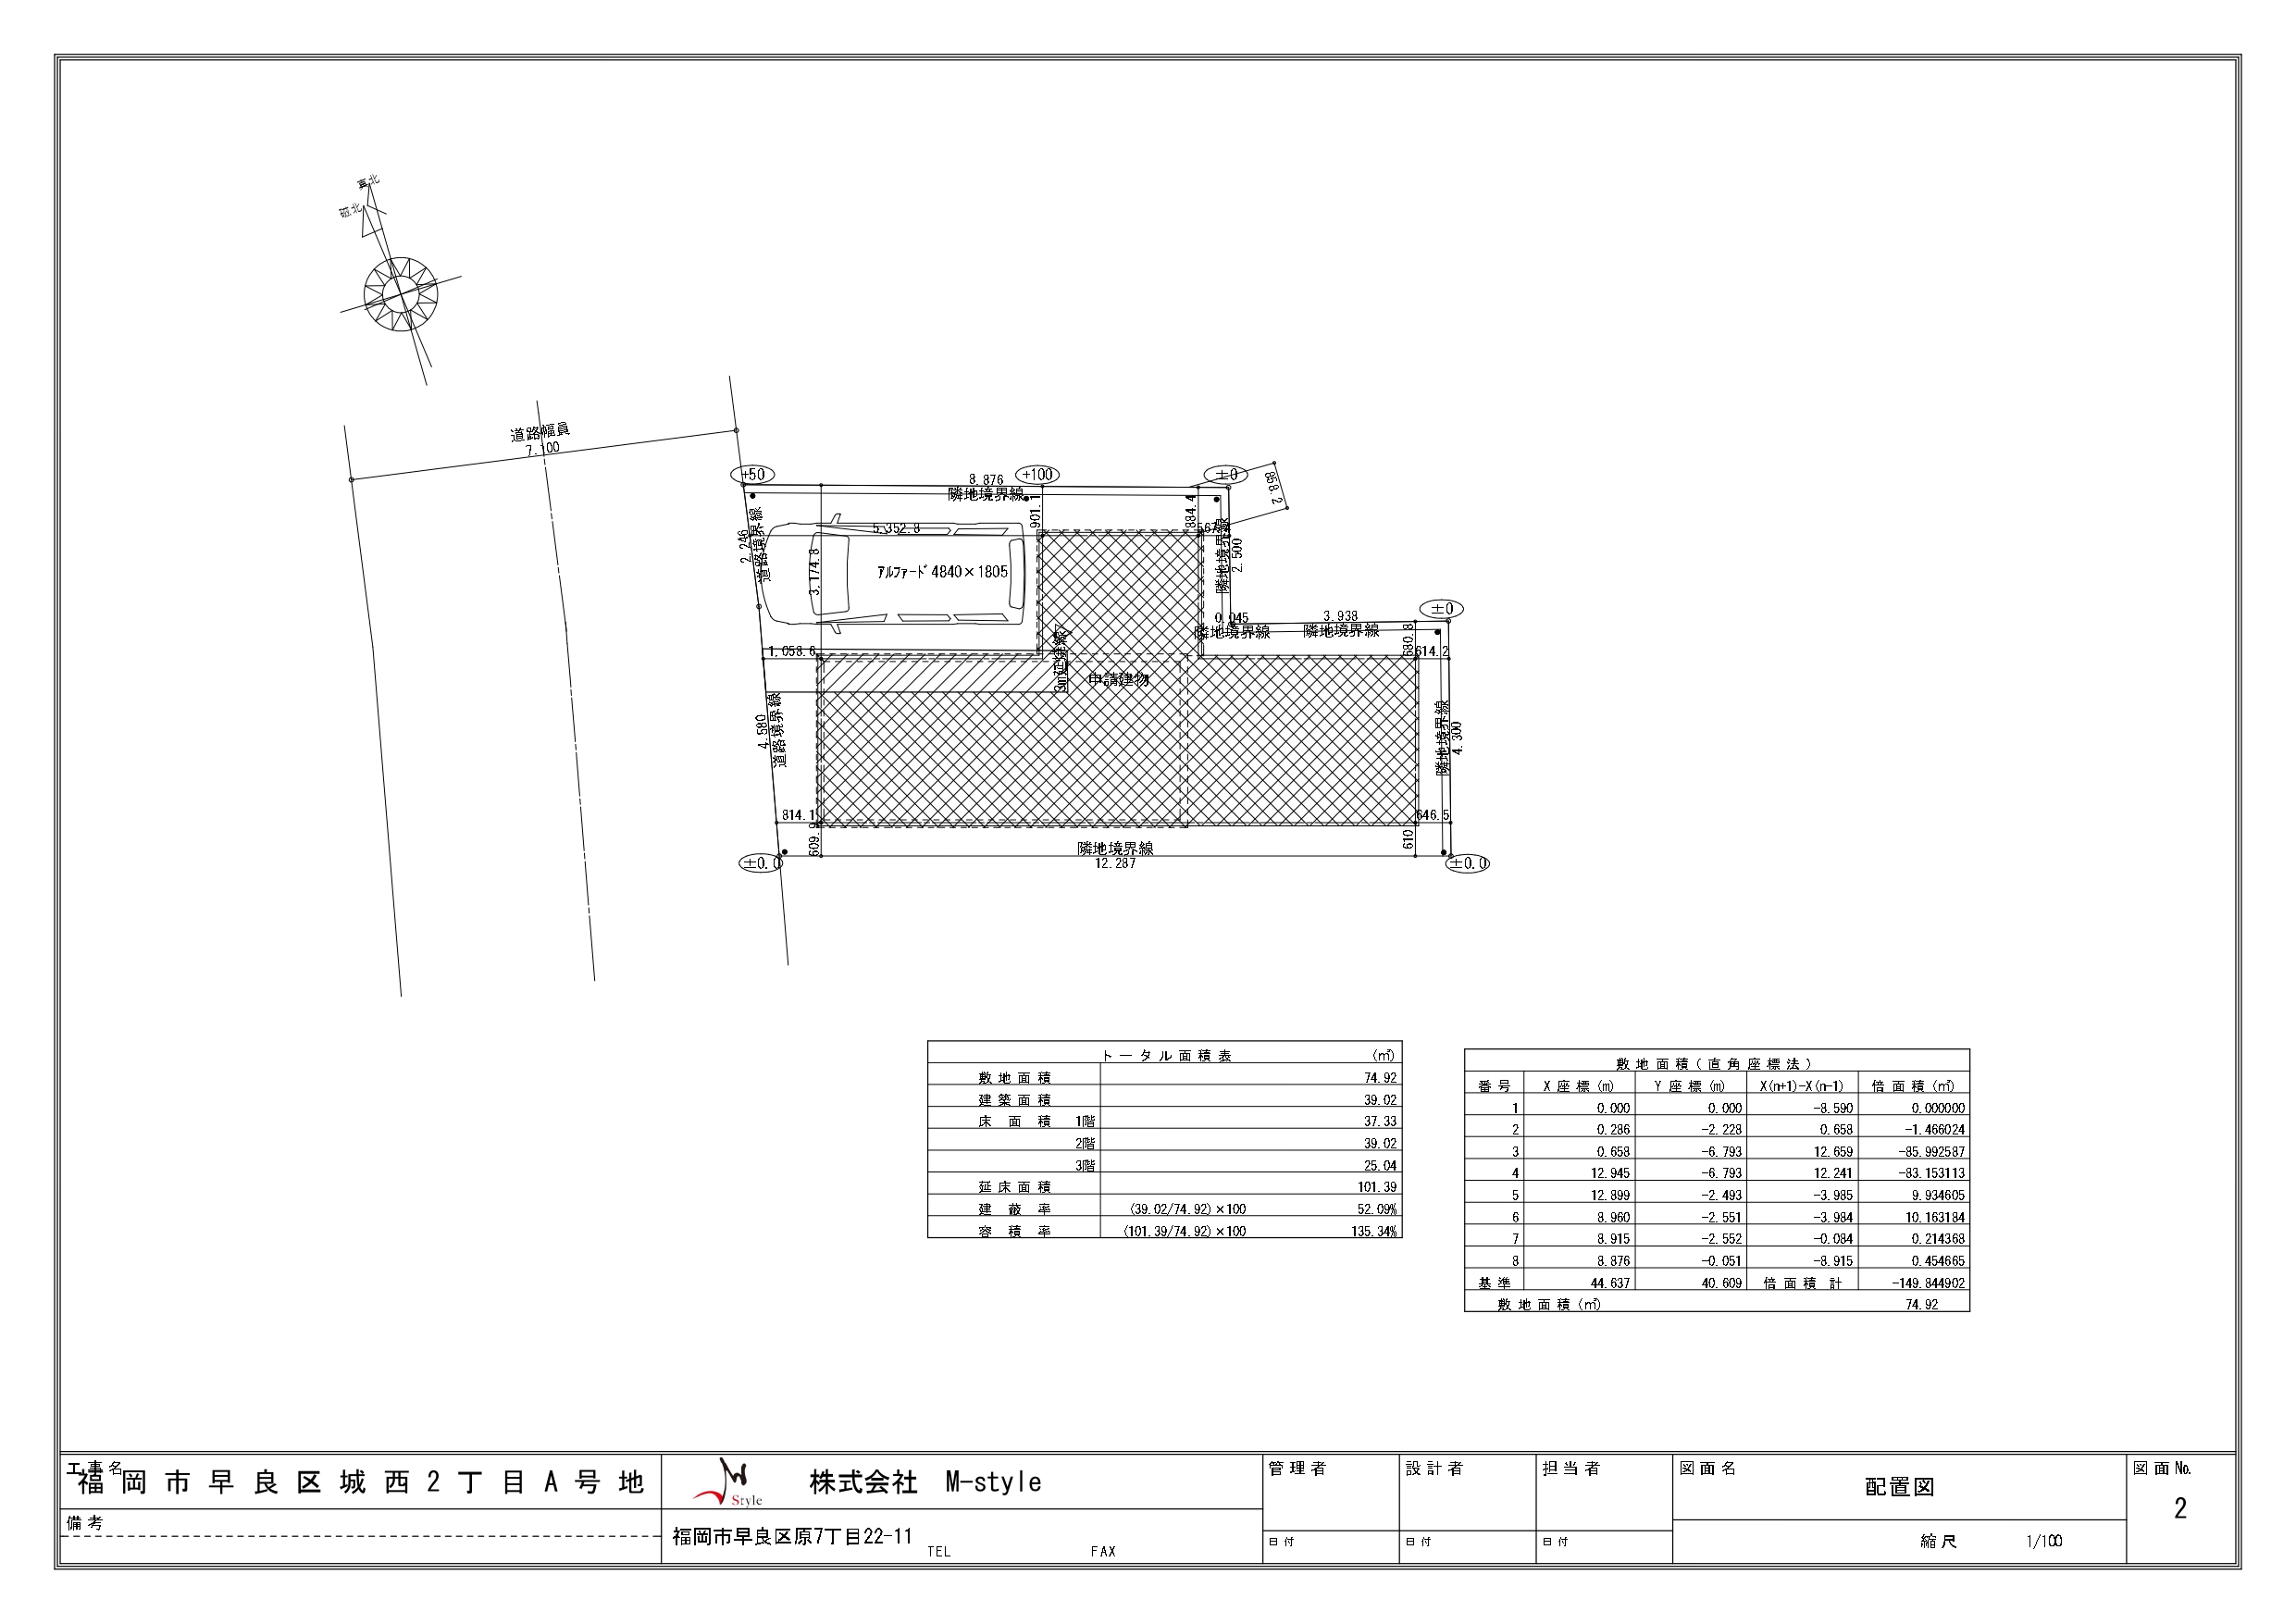 真北
磁北
道路幅員
7.100
+50
8.876
隣地境界線
+100
±0
858.2
2.246
道路境界線
5,352.8
901.1
884.4
3,174.8
ｱﾙﾌｧｰﾄﾞ4840×1805
隣地境界線
2.500
0.045
隣地境界線
3.938
隣地境界線
±0
1,058.6
3m延焼線
申請建物
680.8
614.2
4.580
道路境界線
隣地境界線
4.300
814.1
609.9
646.5
610
±0.0
隣地境界線
12.287
±0.0
トータル面積表 (㎡)
敷地面積 74.92
建築面積 39.02
床面積 1階 37.33
2階 39.02
3階 25.04
延床面積 101.39
建蔽率 (39.02/74.92)×100 52.09%
容積率 (101.39/74.92)×100 135.34%
敷地面積(直角座標法)
番号 X座標(m) Y座標(m) X(n+1)-X(n-1) 倍面積(㎡)
1 0.000 0.000 -8.590 0.000000
2 0.286 -2.228 0.658 -1.466024
3 0.658 -6.793 12.659 -85.992587
4 12.945 -6.793 12.241 -83.153113
5 12.899 -2.493 -3.985 9.934605
6 8.960 -2.551 -3.984 10.163184
7 8.915 -2.552 -0.084 0.214368
8 8.876 -0.051 -8.915 0.454665
基準 44.637 40.609 倍面積計 -149.844902
敷地面積(㎡) 74.92
工事名
福岡市早良区城西2丁目A号地
備考
Style
株式会社 M-style
福岡市早良区原7丁目22-11
TEL FAX
管理者
日付
設計者
日付
担当者
日付
図面名
配置図
縮尺 1/100
図面No.
2